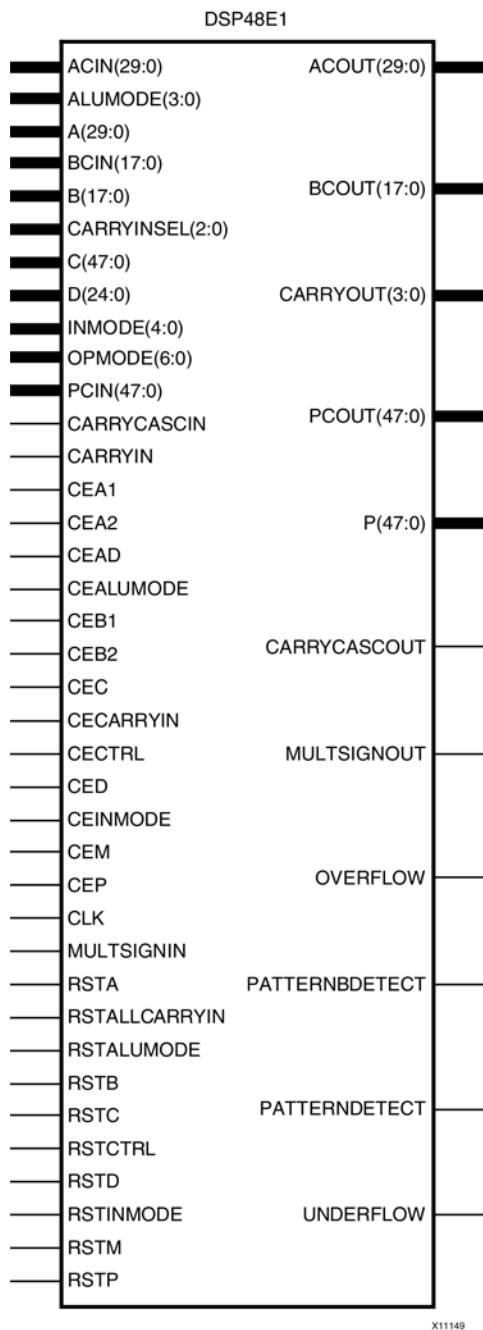 DSP48E1
ACIN(29:0)
ACOUT(29:0)
ALUMODE(3:0)
A(29:0)
BCIN(17:0)
BCOUT(17:0)
B(17:0)
CARRYINSEL(2:0)
C(47:0)
D(24:0)
CARRYOUT(3:0)
INMODE(4:0)
OPMODE(6:0)
PCIN(47:0)
PCOUT(47:0)
CARRYCASCIN
CARRYIN
CEA1
CEA2
P(47:0)
CEAD
CEALUMODE
CEB1
CEB2
CARRYCASCOUT
CEC
CECARRYIN
CECTRL
MULTSIGNOUT
CED
CEINMODE
CEM
CEP
OVERFLOW
CLK
MULTSIGNIN
RSTA
PATTERNBDETECT
RSTALLCARRYIN
RSTALUMODE
RSTB
RSTC
PATTERNDETECT
RSTCTRL
RSTD
RSTINMODE
UNDERFLOW
RSTM
RSTP
X11149